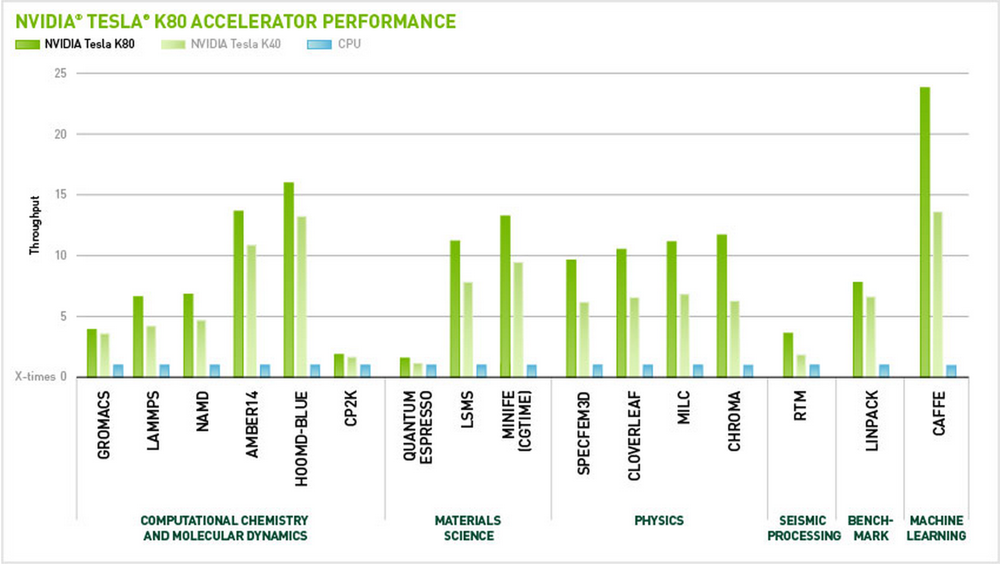 NVIDIA® TESLA® K80 ACCELERATOR PERFORMANCE
NVIDIA Tesla K80
NVIDIA Tesla K40
CPU
25
20
15
10
5
X-times 0
Throughput
GROMACS
LAMMPS
NAMD
AMBER14
HOOMD-BLUE
CP2K
QUANTUM
ESPRESSO
LSMS
MINIFE
(CGTIME)
SPECFEM3D
CLOVERLEAF
MILC
CHROMA
RTM
LINPACK
CAFFE
COMPUTATIONAL CHEMISTRY
AND MOLECULAR DYNAMICS
MATERIALS
SCIENCE
PHYSICS
SEISMIC
PROCESSING
BENCH-
MARK
MACHINE
LEARNING